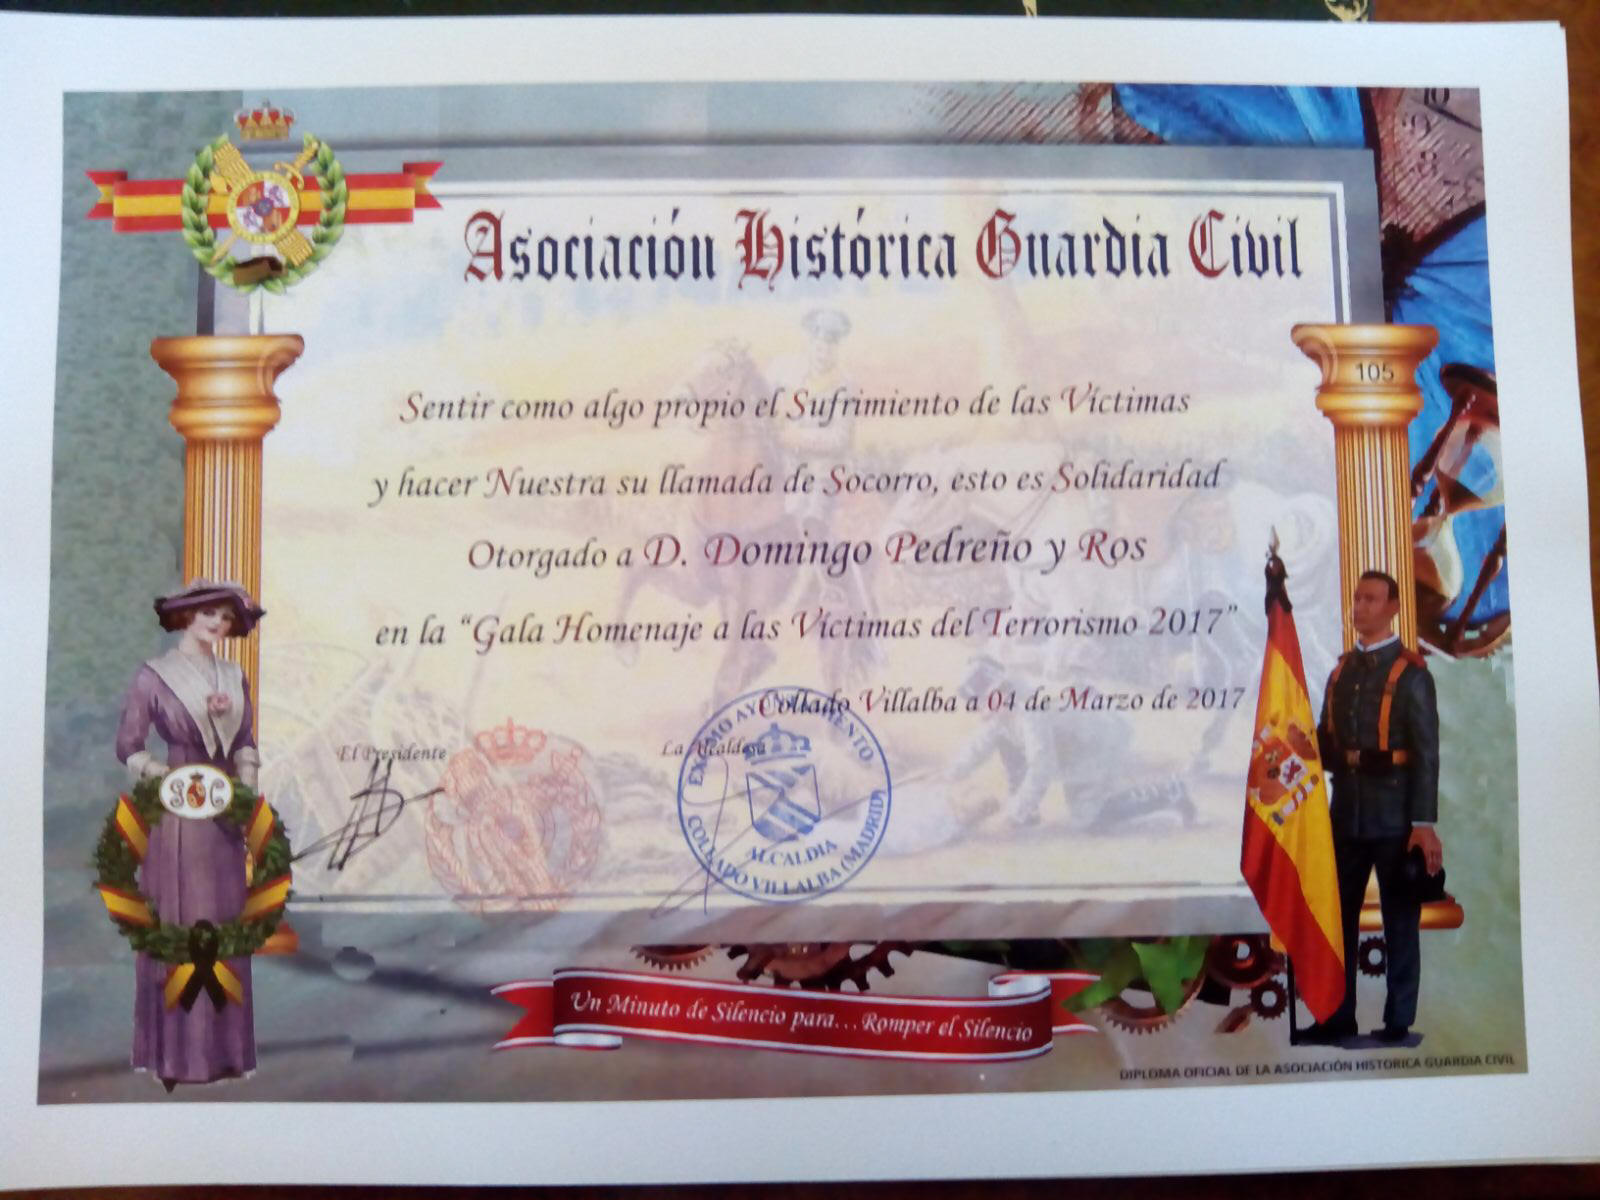 Asociación Histórica Guardia Civil
105
Sentir como algo propio el Sufrimiento de las Víctimas
y hacer Nuestra su llamada de Socorro, esto es Solidaridad
Otorgado a D. Domingo Pedreño y Ros
en la “Gala Homenaje a las Víctimas del Terrorismo 2017”
Collado Villalba a 04 de Marzo de 2017
El Presidente
La Alcaldesa
EXCMO AYUNTAMIENTO
ALCALDIA
COLLADO VILLALBA (MADRID)
Un Minuto de Silencio para... Romper el Silencio
DIPLOMA OFICIAL DE LA ASOCIACIÓN HISTORICA GUARDIA CIVIL